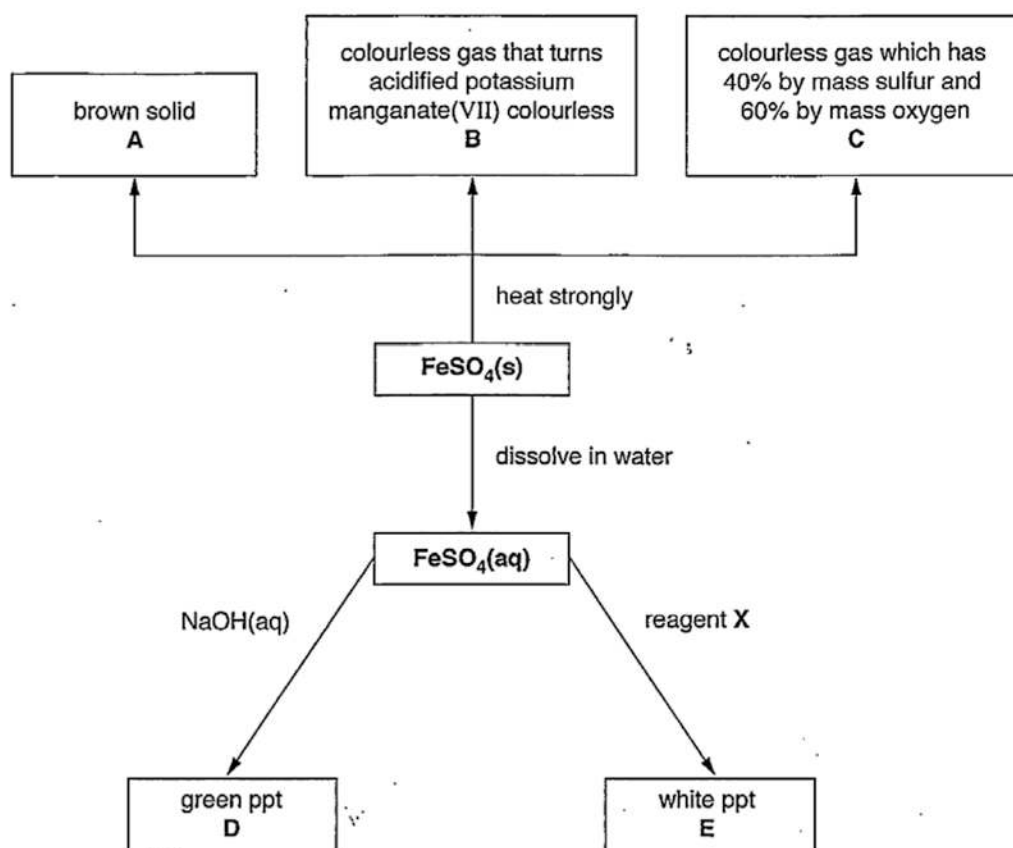 brown solid
A
colourless gas that turns
acidified potassium
manganate(VII) colourless
B
colourless gas which has
40% by mass sulfur and
60% by mass oxygen
C
heat strongly
FeSO₄(s)
dissolve in water
FeSO₄(aq)
NaOH(aq)
reagent X
green ppt
D
white ppt
E